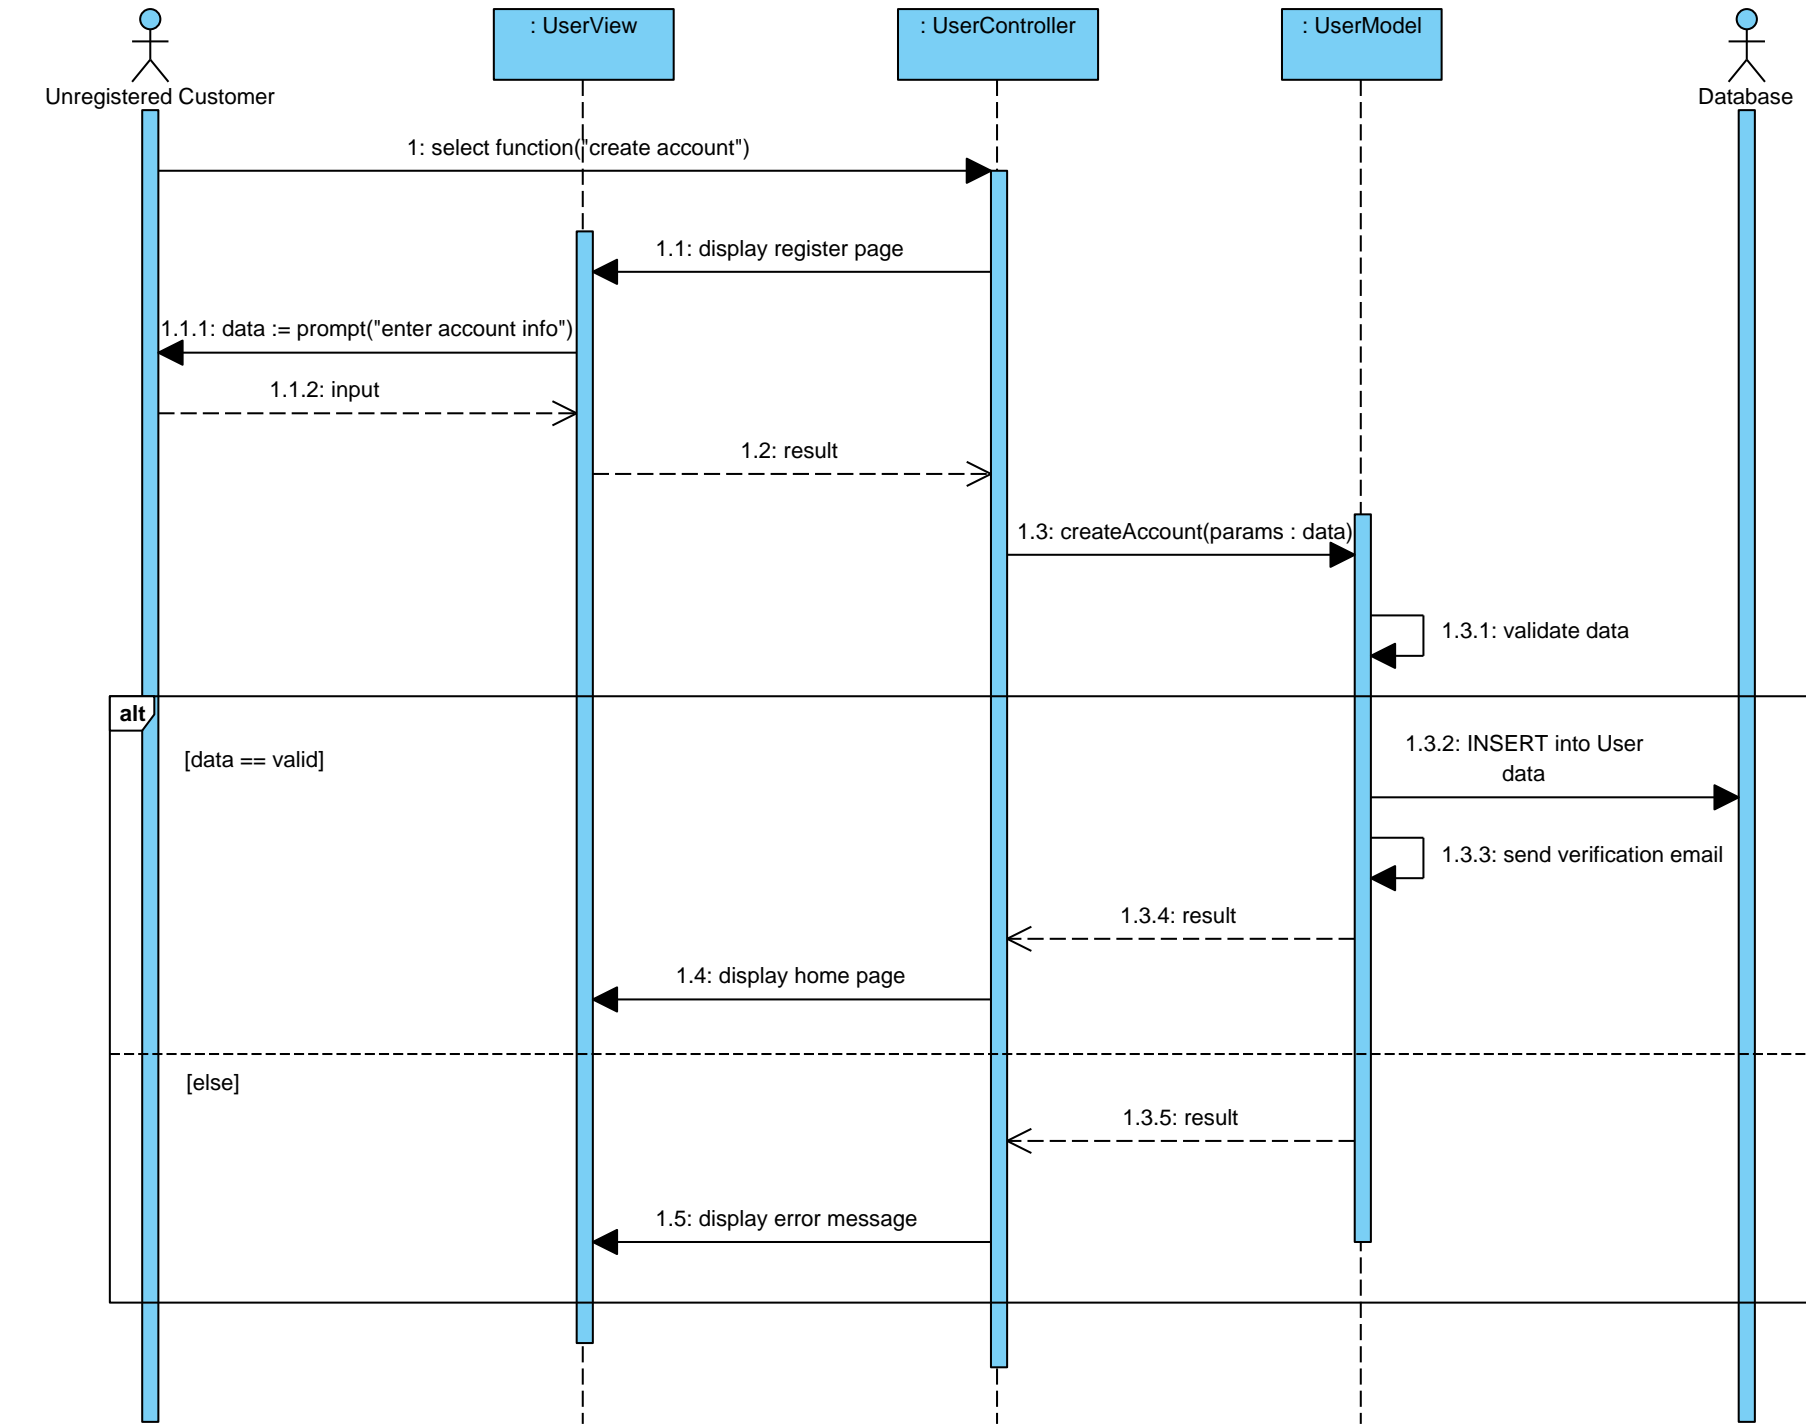 : UserView
: UserController
: UserModel
Unregistered Customer
Database
1: select function("create account")
1.1: display register page
1.1.1: data := prompt("enter account info")
1.1.2: input
1.2: result
1.3: createAccount(params : data)
1.3.1: validate data
alt
[data == valid]
1.3.2: INSERT into User
data
1.3.3: send verification email
1.3.4: result
1.4: display home page
[else]
1.3.5: result
1.5: display error message